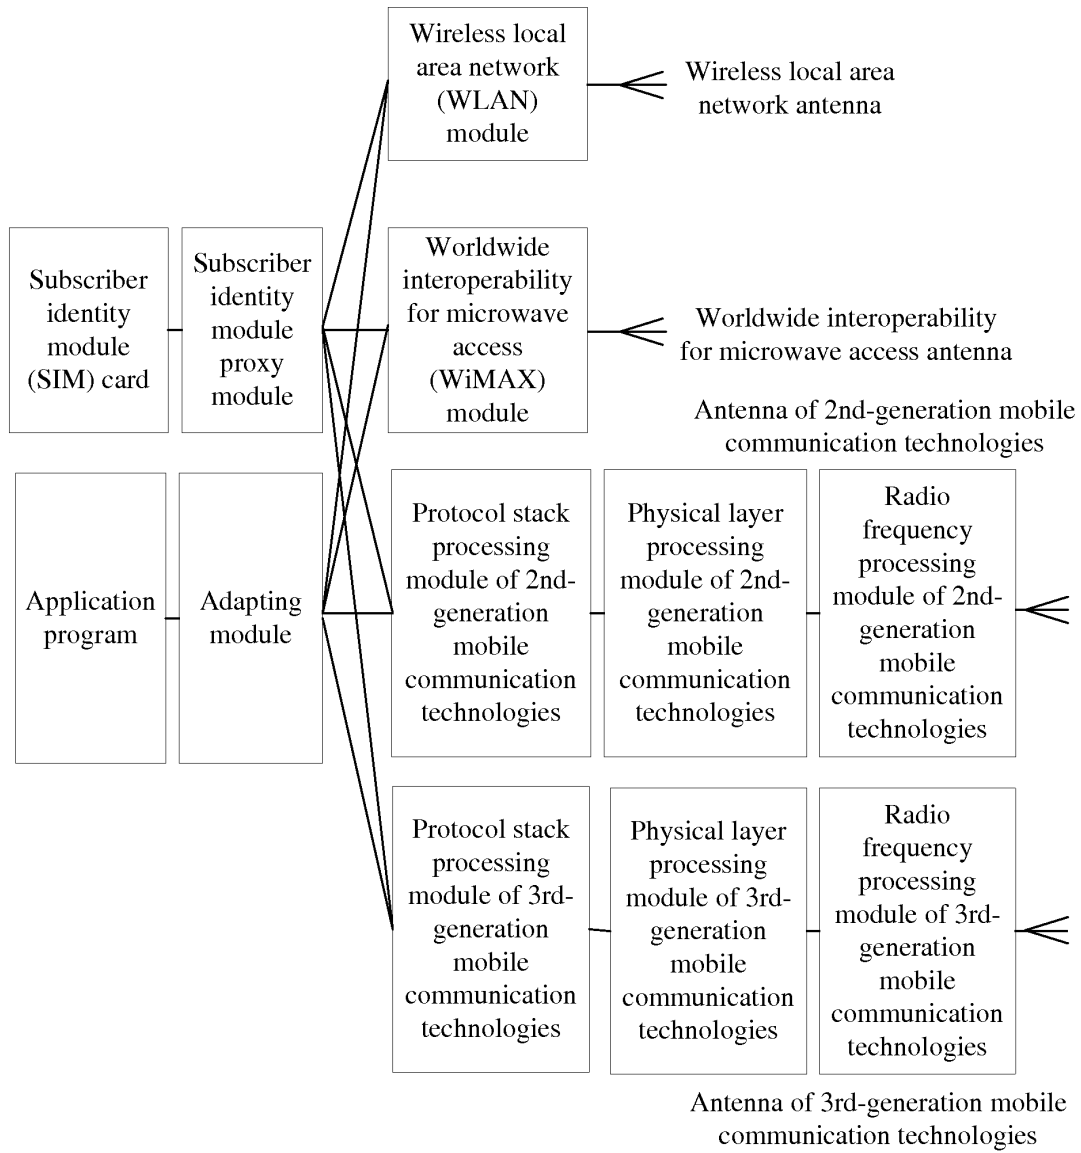 Wireless local
area network
(WLAN)
module
Wireless local area
network antenna
Subscriber
identity
module
(SIM) card
Subscriber
identity
module
proxy
module
Worldwide
interoperability
for microwave
access
(WiMAX)
module
Worldwide interoperability
for microwave access antenna
Antenna of 2nd-generation mobile
communication technologies
Application
program
Adapting
module
Protocol stack
processing
module of 2nd-
generation
mobile
communication
technologies
Physical layer
processing
module of 2nd-
generation
mobile
communication
technologies
Radio
frequency
processing
module of 2nd-
generation
mobile
communication
technologies
Protocol stack
processing
module of 3rd-
generation
mobile
communication
technologies
Physical layer
processing
module of 3rd-
generation
mobile
communication
technologies
Radio
frequency
processing
module of 3rd-
generation
mobile
communication
technologies
Antenna of 3rd-generation mobile
communication technologies